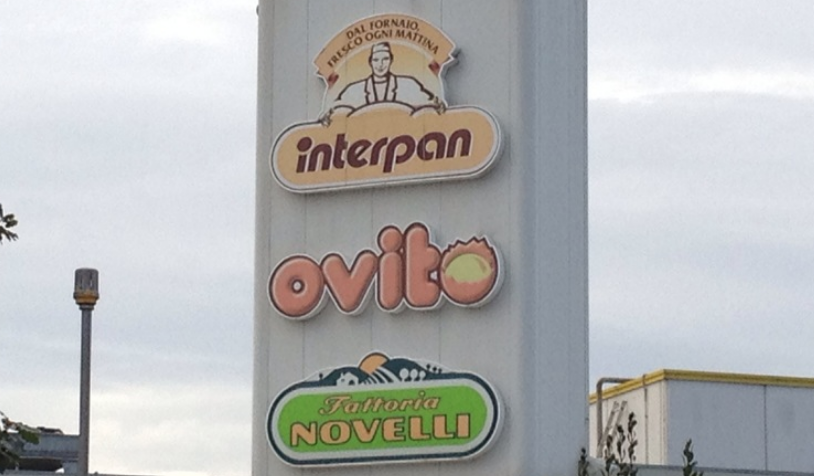 DAL FORNAIO,
FRESCO OGNI MATTINA
interpan
ovito
Fattoria
NOVELLI